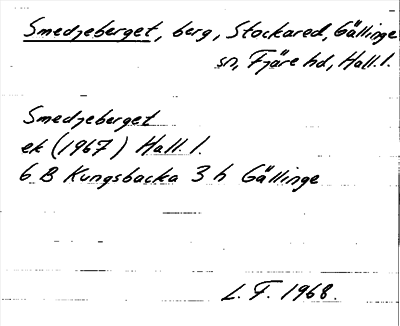 Smedjeberget, berg, Stockared, Gällinge
sn, Fjäre hd, Hall. l.
Smedjeberget
ek (1967) Hall. l.
6 B Kungsbacka 3 h Gällinge
L. F. 1968.